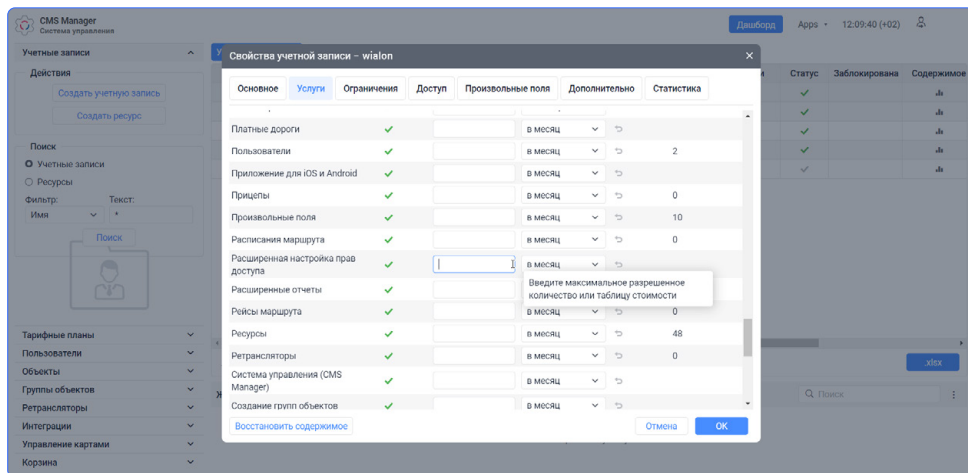 CMS Manager
Система управления
Дашборд
Apps
12:09:40 (+02)
Учетные записи
Действия
Создать учетную запись
Создать ресурс
Поиск
Учетные записи
Ресурсы
Фильтр: Текст:
Имя *
Поиск
Тарифные планы
Пользователи
Объекты
Группы объектов
Ретрансляторы
Интеграции
Управление картами
Корзина
Статус Заблокирована Содержимое
.xlsx
Поиск
Свойства учетной записи – wialon
Основное Услуги Ограничения Доступ Произвольные поля Дополнительно Статистика
Платные дороги в месяц
Пользователи в месяц 2
Приложение для iOS и Android в месяц
Прицепы в месяц 0
Произвольные поля в месяц 10
Расписания маршрута в месяц 0
Расширенная настройка прав
доступа
в месяц
Введите максимальное разрешенное
количество или таблицу стоимости
Расширенные отчеты
Рейсы маршрута в месяц 0
Ресурсы в месяц 48
Ретрансляторы в месяц 0
Система управления (CMS
Manager)
в месяц
Создание групп объектов в месяц
Восстановить содержимое Отмена OK